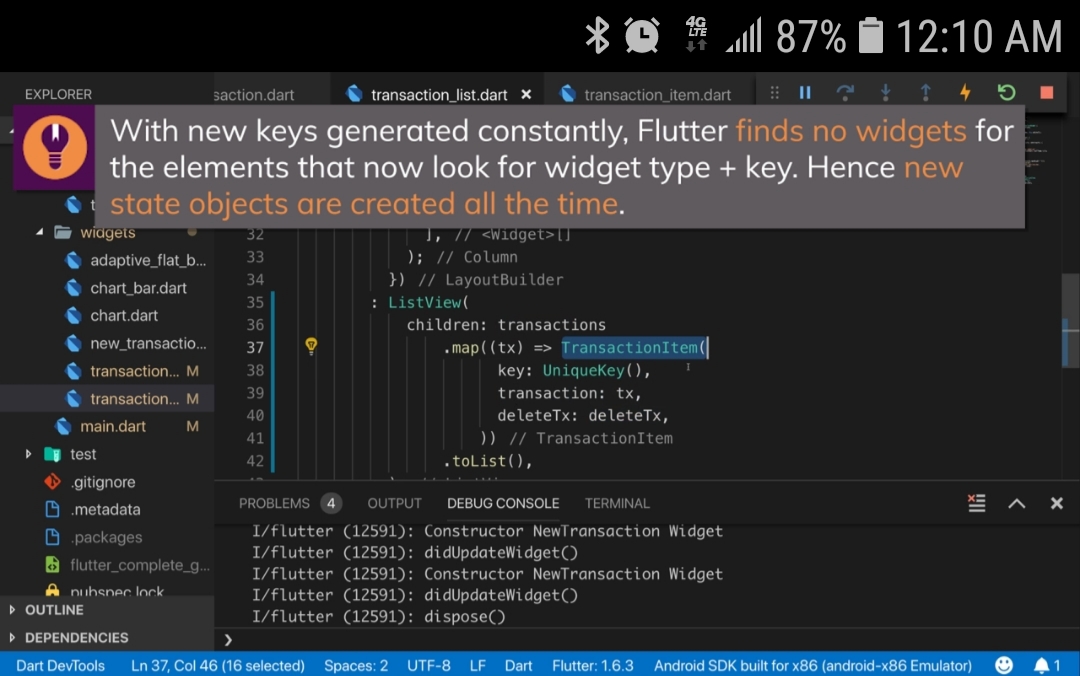 4G
LTE
87%
12:10 AM
EXPLORER
saction.dart
transaction_list.dart
transaction_item.dart
With new keys generated constantly, Flutter finds no widgets for
the elements that now look for widget type + key. Hence new
state objects are created all the time.
t
widgets
adaptive_flat_b...
chart_bar.dart
chart.dart
new_transactio...
transaction... M
transaction... M
main.dart M
test
.gitignore
.metadata
.packages
flutter_complete_g...
pubspec.lock
OUTLINE
DEPENDENCIES
32 ], // <Widget>[]
33 ); // Column
34 }) // LayoutBuilder
35 : ListView(
36 children: transactions
37 .map((tx) => TransactionItem(
38 key: UniqueKey(),
39 transaction: tx,
40 deleteTx: deleteTx,
41 )) // TransactionItem
42 .toList(),
PROBLEMS 4 OUTPUT DEBUG CONSOLE TERMINAL
I/flutter (12591): Constructor NewTransaction Widget
I/flutter (12591): didUpdateWidget()
I/flutter (12591): Constructor NewTransaction Widget
I/flutter (12591): didUpdateWidget()
I/flutter (12591): dispose()
Dart DevTools Ln 37, Col 46 (16 selected) Spaces: 2 UTF-8 LF Dart Flutter: 1.6.3 Android SDK built for x86 (android-x86 Emulator) 1